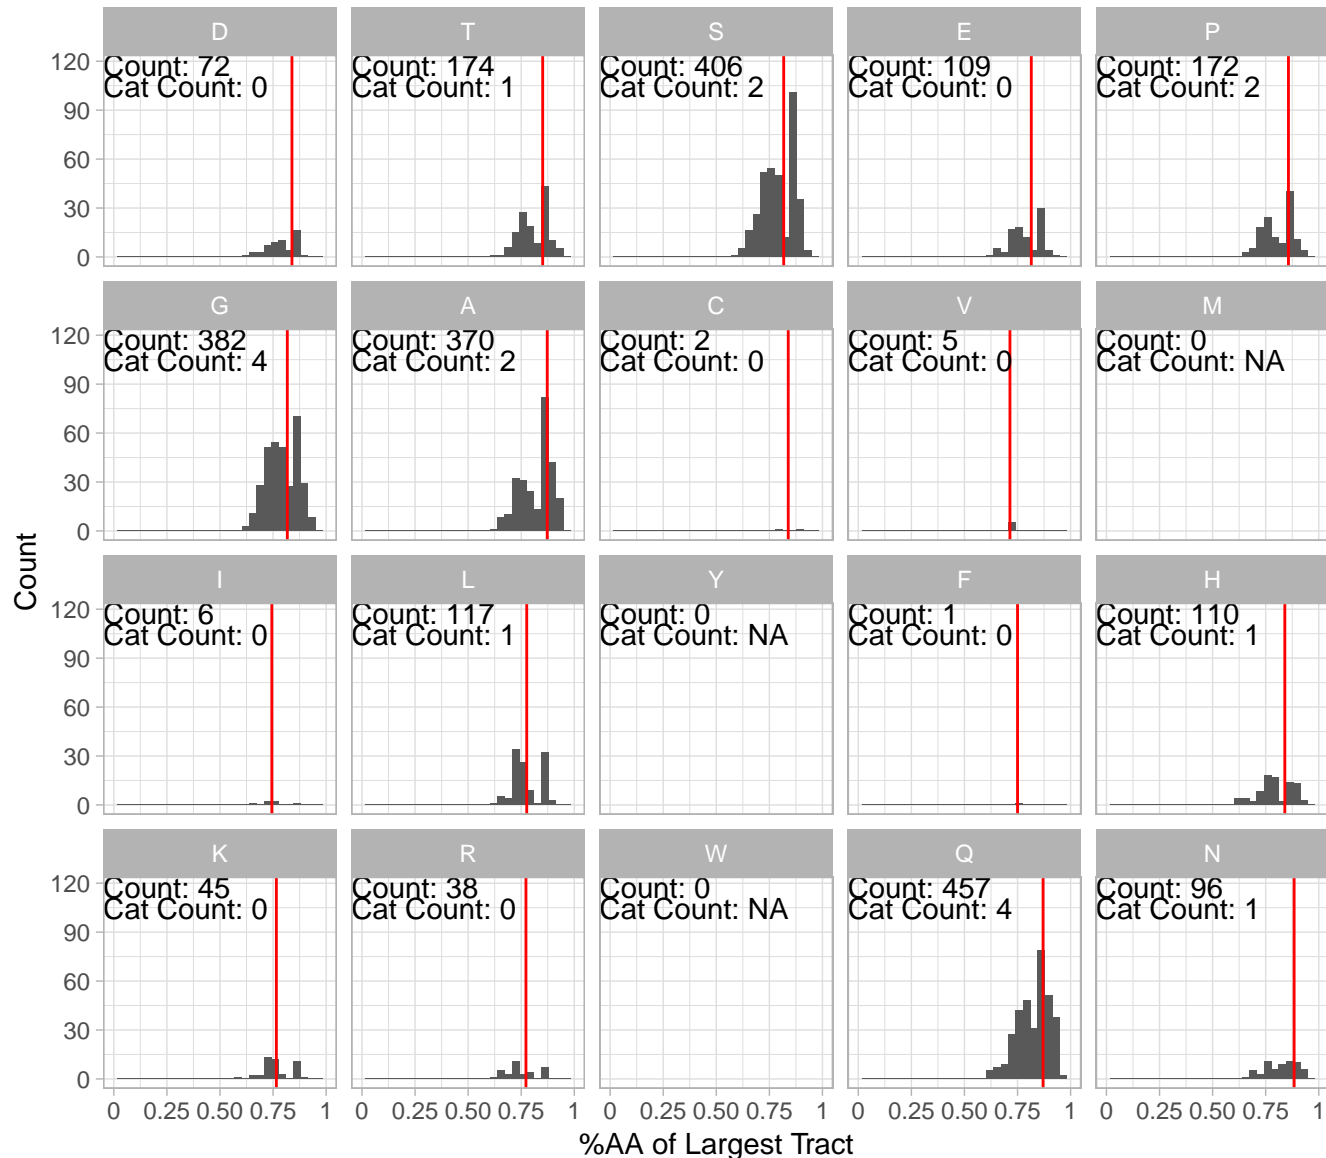 D T S E P
120 Count: 72 Count: 174 Count: 406 Count: 109 Count: 172
Cat Count: 0 Cat Count: 1 Cat Count: 2 Cat Count: 0 Cat Count: 2
90
60
30
0
G A C V M
120 Count: 382 Count: 370 Count: 2 Count: 5 Count: 0
Cat Count: 4 Cat Count: 2 Cat Count: 0 Cat Count: 0 Cat Count: NA
90
60
30
0
Count
I L Y F H
120 Count: 6 Count: 117 Count: 0 Count: 1 Count: 110
Cat Count: 0 Cat Count: 1 Cat Count: NA Cat Count: 0 Cat Count: 1
90
60
30
0
K R W Q N
120 Count: 45 Count: 38 Count: 0 Count: 457 Count: 96
Cat Count: 0 Cat Count: 0 Cat Count: NA Cat Count: 4 Cat Count: 1
90
60
30
0
0 0.25 0.50 0.75 1 0 0.25 0.50 0.75 1 0 0.25 0.50 0.75 1 0 0.25 0.50 0.75 1 0 0.25 0.50 0.75 1
%AA of Largest Tract